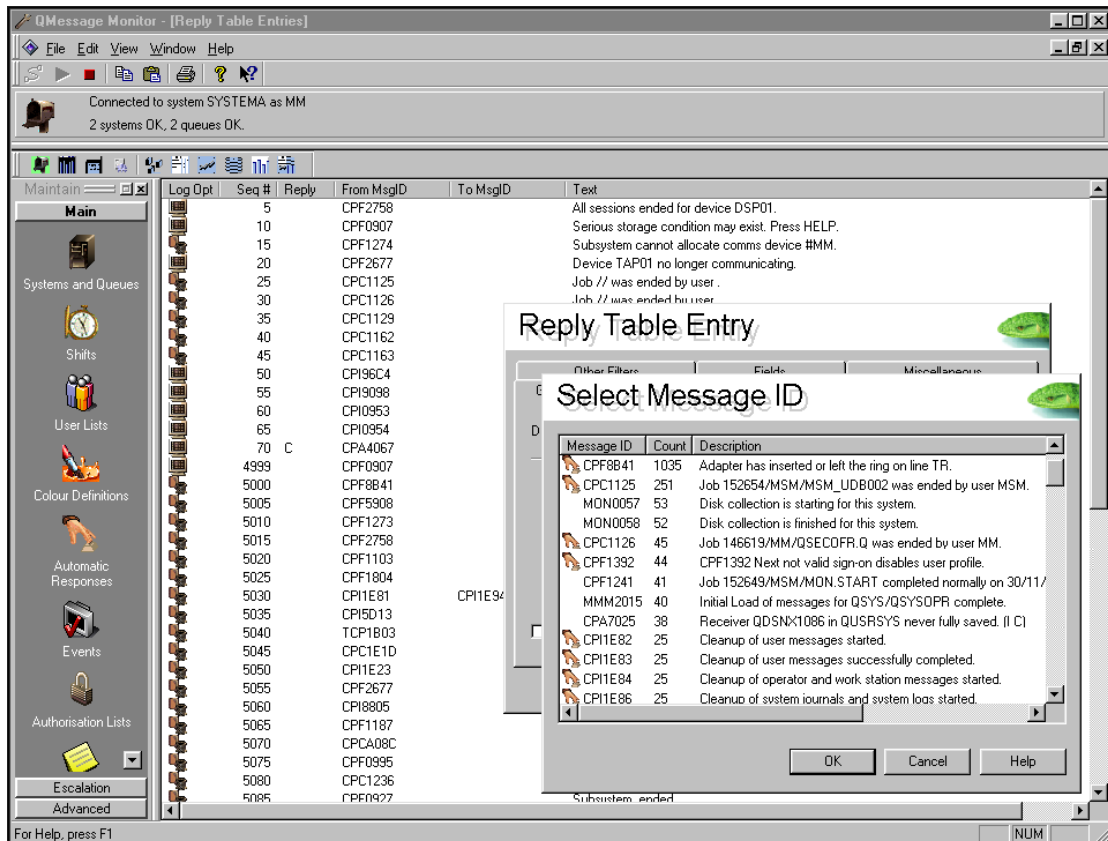 QMessage Monitor - [Reply Table Entries]
File Edit View Window Help
Connected to system SYSTEMA as MM
2 systems OK, 2 queues OK.
Maintain
Main
Systems and Queues
Shifts
User Lists
Colour Definitions
Automatic
Responses
Events
Authorisation Lists
Escalation
Advanced
Log Opt Seq # Reply From MsgID To MsgID Text
5 CPF2758 All sessions ended for device DSP01.
10 CPF0907 Serious storage condition may exist. Press HELP.
15 CPF1274 Subsystem cannot allocate comms device #MM.
20 CPF2677 Device TAP01 no longer communicating.
25 CPC1125 Job // was ended by user .
30 CPC1126 Job // was ended by user
35 CPC1129
40 CPC1162
45 CPC1163
50 CPI96C4
55 CPI9098
60 CPI0953
65 CPI0954
70 C CPA4067
4999 CPF0907
5000 CPF8B41
5005 CPF5908
5010 CPF1273
5015 CPF2758
5020 CPF1103
5025 CPF1804
5030 CPI1E81 CPI1E94
5035 CPI5D13
5040 TCP1B03
5045 CPC1E1D
5050 CPI1E23
5055 CPF2677
5060 CPI8805
5065 CPF1187
5070 CPCA08C
5075 CPF0995
5080 CPC1236
5085 CPF0927 Subsystem ended
Reply Table Entry
Other Filters Fields Miscellaneous
D
Select Message ID
Message ID Count Description
CPF8B41 1035 Adapter has inserted or left the ring on line TR.
CPC1125 251 Job 152654/MSM/MSM_UDB002 was ended by user MSM.
MON0057 53 Disk collection is starting for this system.
MON0058 52 Disk collection is finished for this system.
CPC1126 45 Job 146619/MM/QSECOFR.Q was ended by user MM.
CPF1392 44 CPF1392 Next not valid sign-on disables user profile.
CPF1241 41 Job 152649/MSM/MON.START completed normally on 30/11/
MMM2015 40 Initial Load of messages for QSYS/QSYSOPR complete.
CPA7025 38 Receiver QDSNX1086 in QUSRSYS never fully saved. (I C)
CPI1E82 25 Cleanup of user messages started.
CPI1E83 25 Cleanup of user messages successfully completed.
CPI1E84 25 Cleanup of operator and work station messages started.
CPI1E86 25 Cleanup of system journals and system logs started.
OK Cancel Help
For Help, press F1
NUM